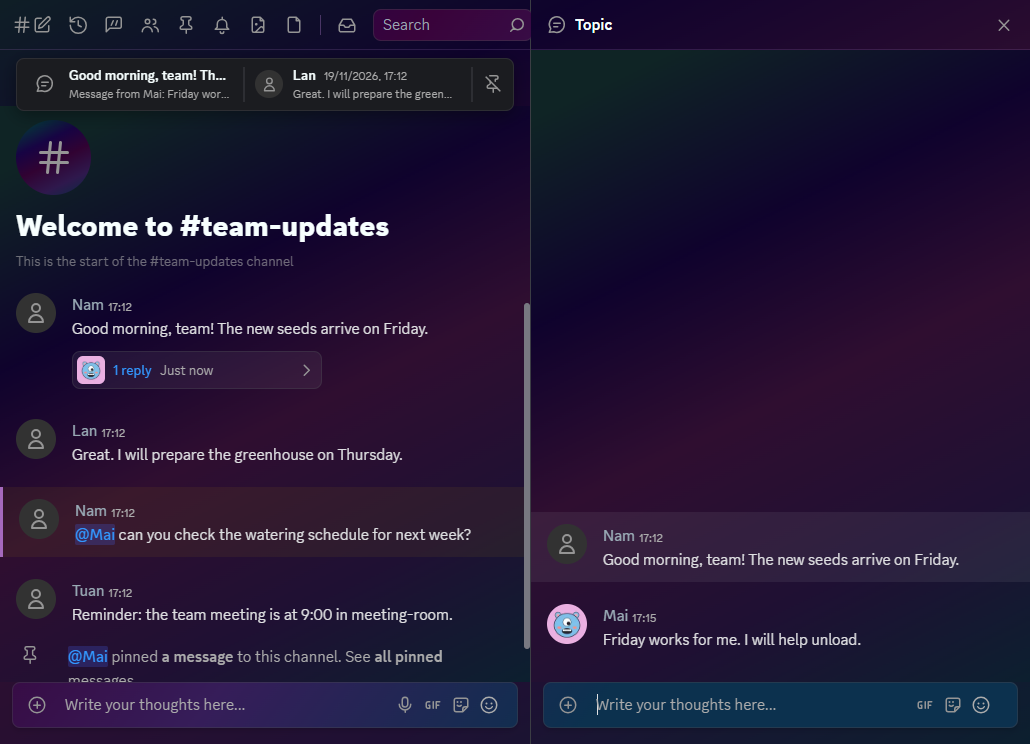 Search
Good morning, team! Th...
Message from Mai: Friday wor...
Lan 19/11/2026, 17:12
Great. I will prepare the green...
Welcome to #team-updates
This is the start of the #team-updates channel
Nam 17:12
Good morning, team! The new seeds arrive on Friday.
1 reply Just now
Lan 17:12
Great. I will prepare the greenhouse on Thursday.
Nam 17:12
@Mai can you check the watering schedule for next week?
Tuan 17:12
Reminder: the team meeting is at 9:00 in meeting-room.
@Mai pinned a message to this channel. See all pinned
messages.
Write your thoughts here...
GIF
Topic
Nam 17:12
Good morning, team! The new seeds arrive on Friday.
Mai 17:15
Friday works for me. I will help unload.
Write your thoughts here...
GIF